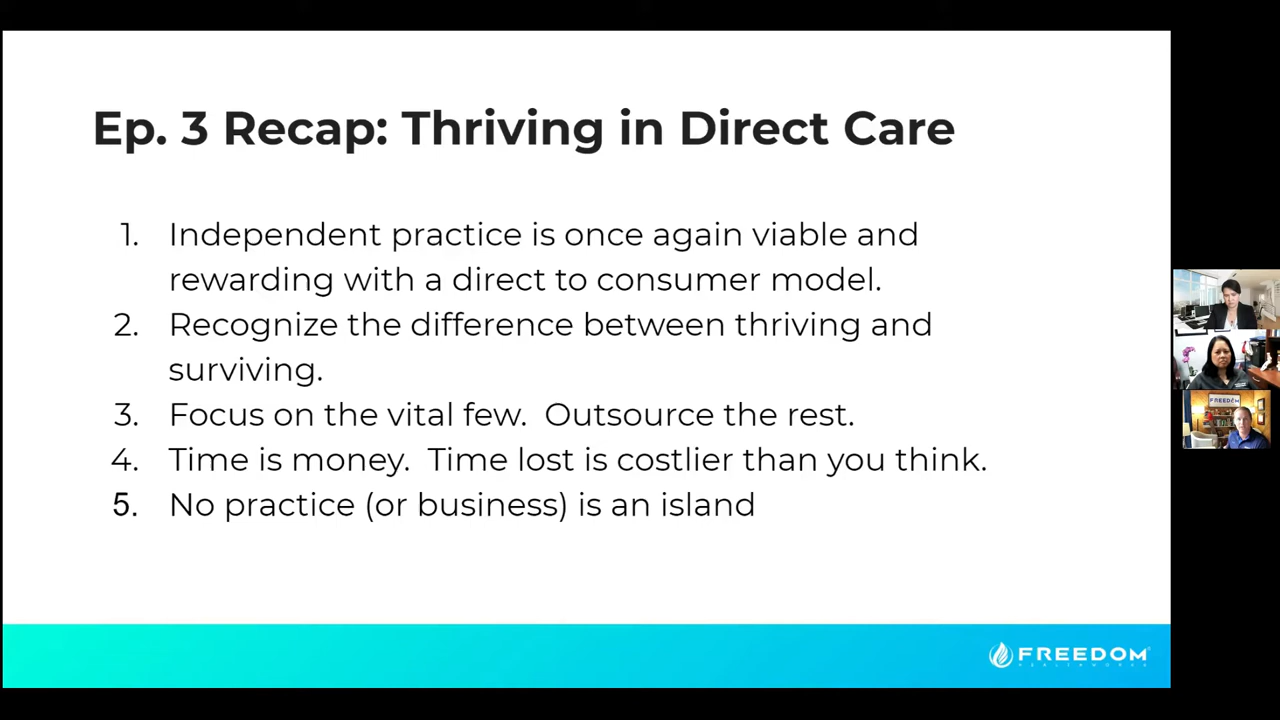 Ep. 3 Recap: Thriving in Direct Care
1. Independent practice is once again viable and
rewarding with a direct to consumer model.
2. Recognize the difference between thriving and
surviving.
3. Focus on the vital few.  Outsource the rest.
4. Time is money.  Time lost is costlier than you think.
5. No practice (or business) is an island
FREEDOM
HEALTHWORKS
FREEDOM